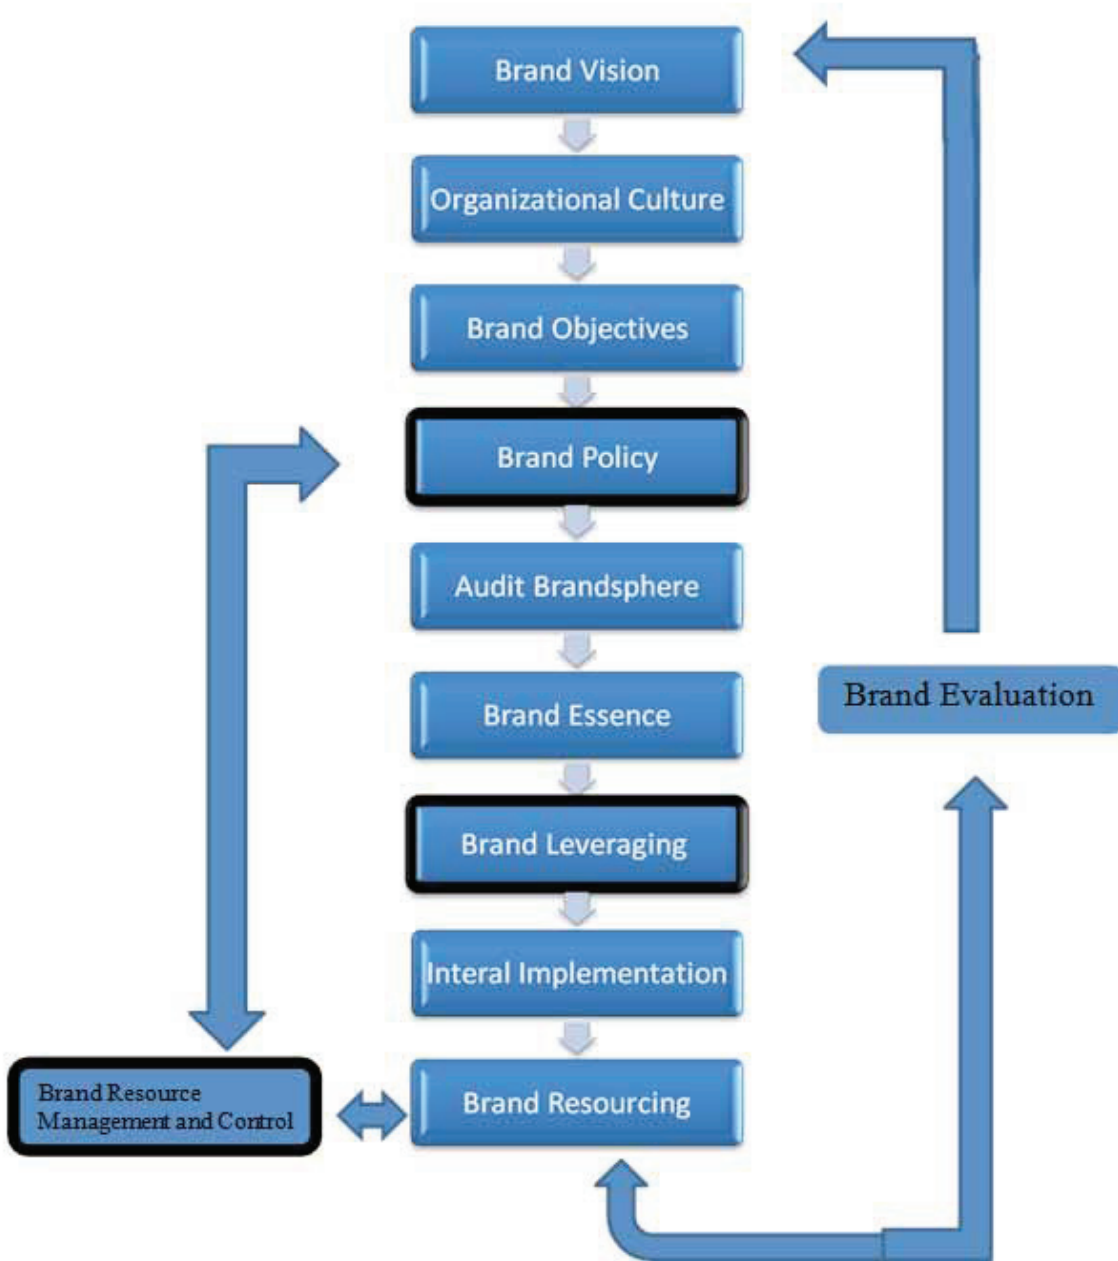 Brand Vision
Organizational Culture
Brand Objectives
Brand Policy
Audit Brandsphere
Brand Essence
Brand Evaluation
Brand Leveraging
Interal Implementation
Brand Resource
Management and Control
Brand Resourcing